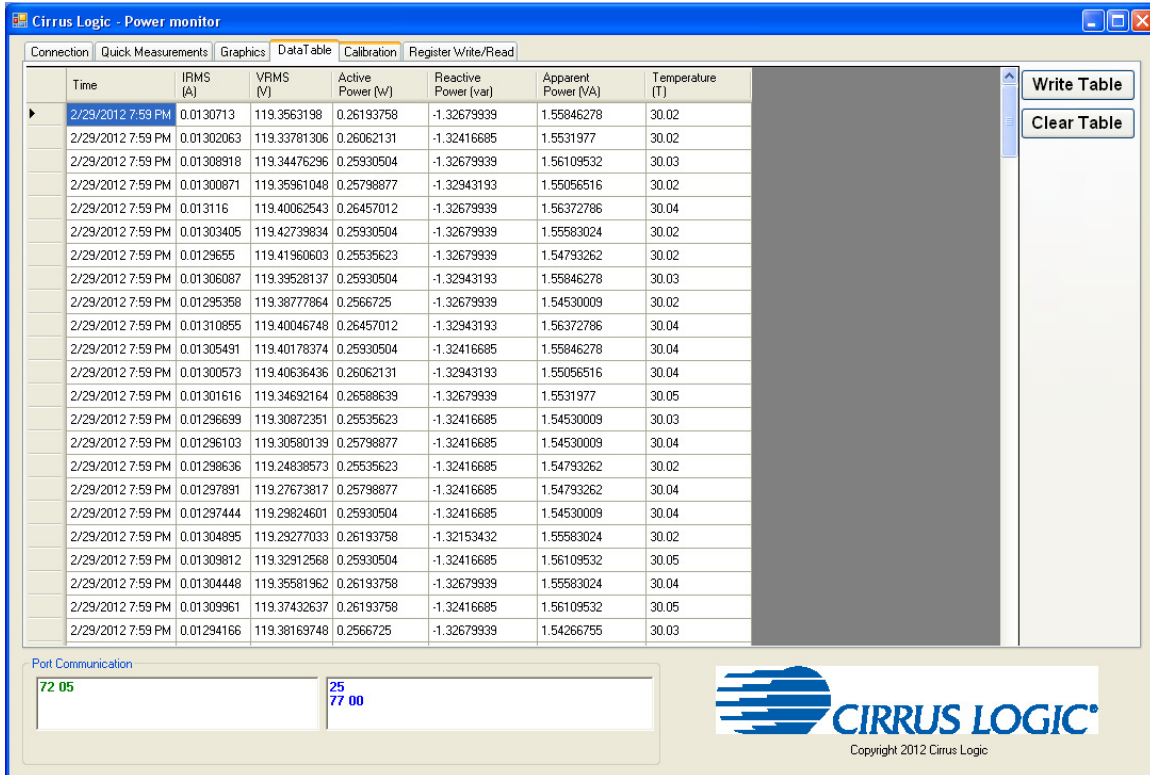 Cirrus Logic - Power monitor
Connection Quick Measurements Graphics DataTable Calibration Register Write/Read
Time IRMS (A) VRMS (V) Active Power (W) Reactive Power (var) Apparent Power (VA) Temperature (T)
Write Table
Clear Table
2/29/2012 7:59 PM 0.0130713 119.3563198 0.26193758 -1.32679939 1.55846278 30.02
2/29/2012 7:59 PM 0.01302063 119.33781306 0.26062131 -1.32416685 1.5531977 30.02
2/29/2012 7:59 PM 0.01308918 119.34476296 0.25930504 -1.32679939 1.56109532 30.03
2/29/2012 7:59 PM 0.01300871 119.35961048 0.25798877 -1.32943193 1.55056516 30.02
2/29/2012 7:59 PM 0.013116 119.40062543 0.26457012 -1.32679939 1.56372786 30.04
2/29/2012 7:59 PM 0.01303405 119.42739834 0.25930504 -1.32679939 1.55583024 30.02
2/29/2012 7:59 PM 0.0129655 119.41960603 0.25535623 -1.32679939 1.54793262 30.02
2/29/2012 7:59 PM 0.01306087 119.39528137 0.25930504 -1.32943193 1.55846278 30.03
2/29/2012 7:59 PM 0.01295358 119.38777864 0.2566725 -1.32679939 1.54530009 30.02
2/29/2012 7:59 PM 0.01310855 119.40046748 0.26457012 -1.32943193 1.56372786 30.04
2/29/2012 7:59 PM 0.01305491 119.40178374 0.25930504 -1.32416685 1.55846278 30.04
2/29/2012 7:59 PM 0.01300573 119.40636436 0.26062131 -1.32943193 1.55056516 30.04
2/29/2012 7:59 PM 0.01301616 119.34692164 0.26588639 -1.32679939 1.5531977 30.05
2/29/2012 7:59 PM 0.01296699 119.30872351 0.25535623 -1.32416685 1.54530009 30.03
2/29/2012 7:59 PM 0.01296103 119.30580139 0.25798877 -1.32416685 1.54530009 30.04
2/29/2012 7:59 PM 0.01298636 119.24838573 0.25535623 -1.32416685 1.54793262 30.02
2/29/2012 7:59 PM 0.01297891 119.27673817 0.25798877 -1.32416685 1.54793262 30.04
2/29/2012 7:59 PM 0.01297444 119.29824601 0.25930504 -1.32416685 1.54530009 30.04
2/29/2012 7:59 PM 0.01304895 119.29277033 0.26193758 -1.32153432 1.55583024 30.02
2/29/2012 7:59 PM 0.01309812 119.32912568 0.25930504 -1.32416685 1.56109532 30.05
2/29/2012 7:59 PM 0.01304448 119.35581962 0.26193758 -1.32679939 1.55583024 30.04
2/29/2012 7:59 PM 0.01309961 119.37432637 0.26193758 -1.32416685 1.56109532 30.05
2/29/2012 7:59 PM 0.01294166 119.38169748 0.2566725 -1.32679939 1.54266755 30.03
Port Communication
72 05
25
77 00
CIRRUS LOGIC®
Copyright 2012 Cirrus Logic